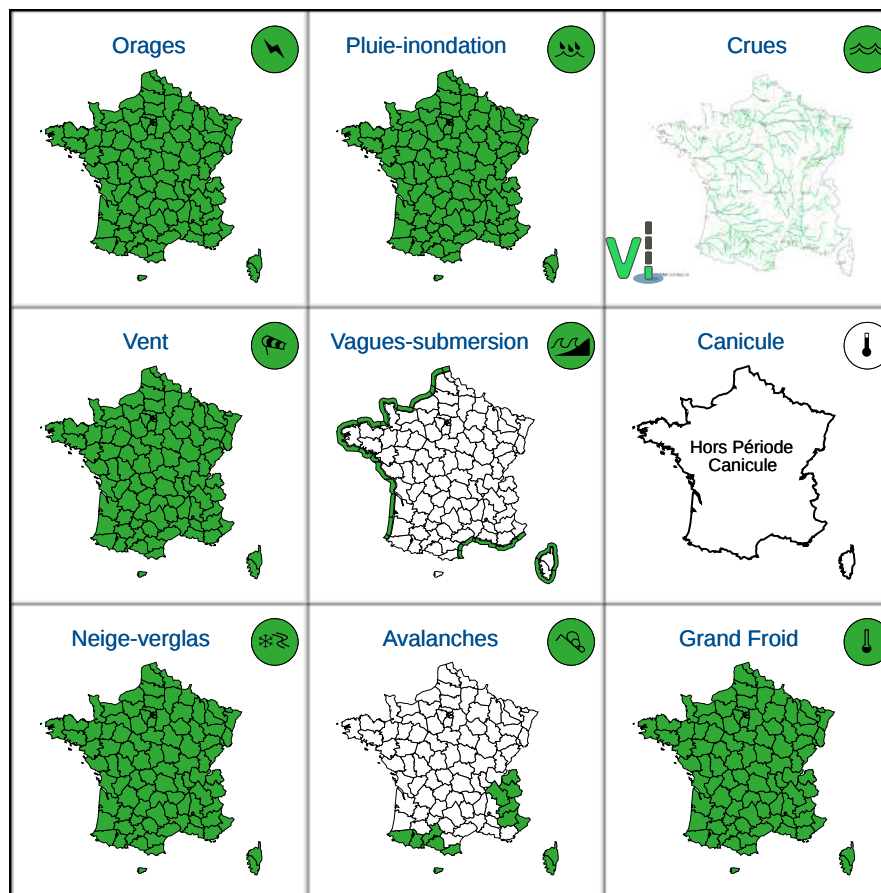 Orages
Pluie-inondation
Crues
Vent
Vagues-submersion
Canicule
Hors Période
Canicule
Neige-verglas
Avalanches
Grand Froid